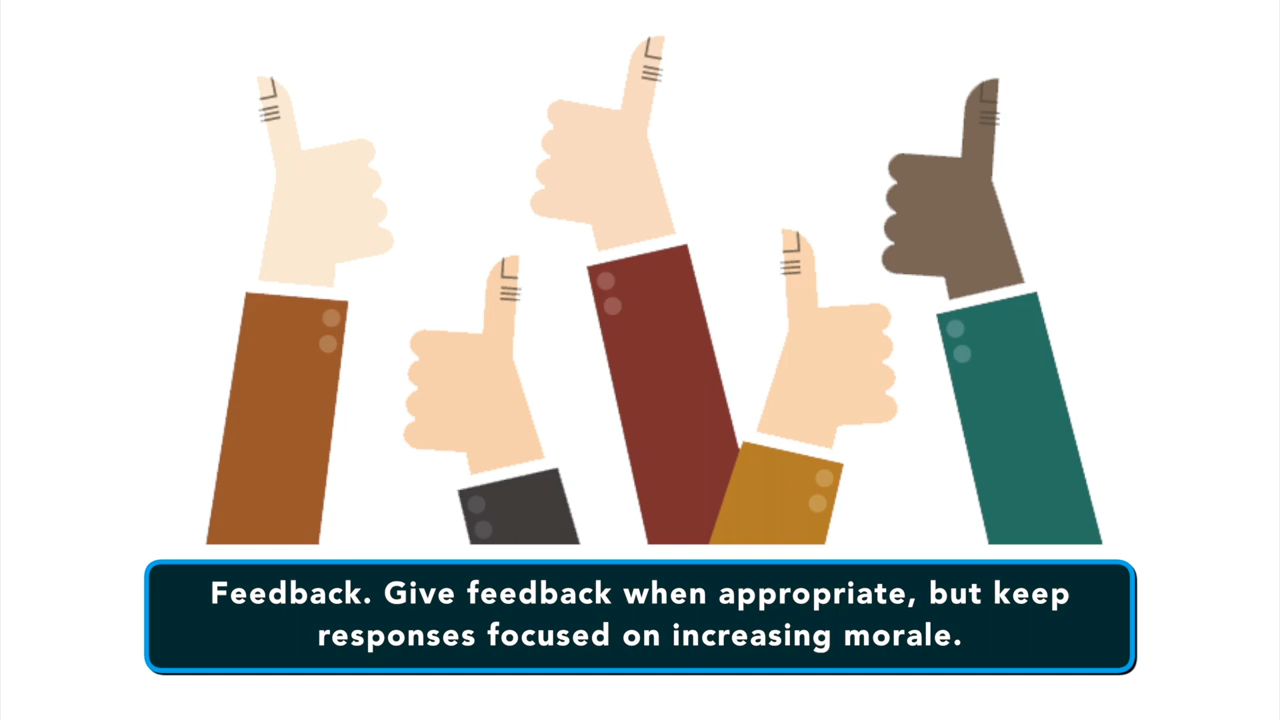 Feedback. Give feedback when appropriate, but keep
responses focused on increasing morale.